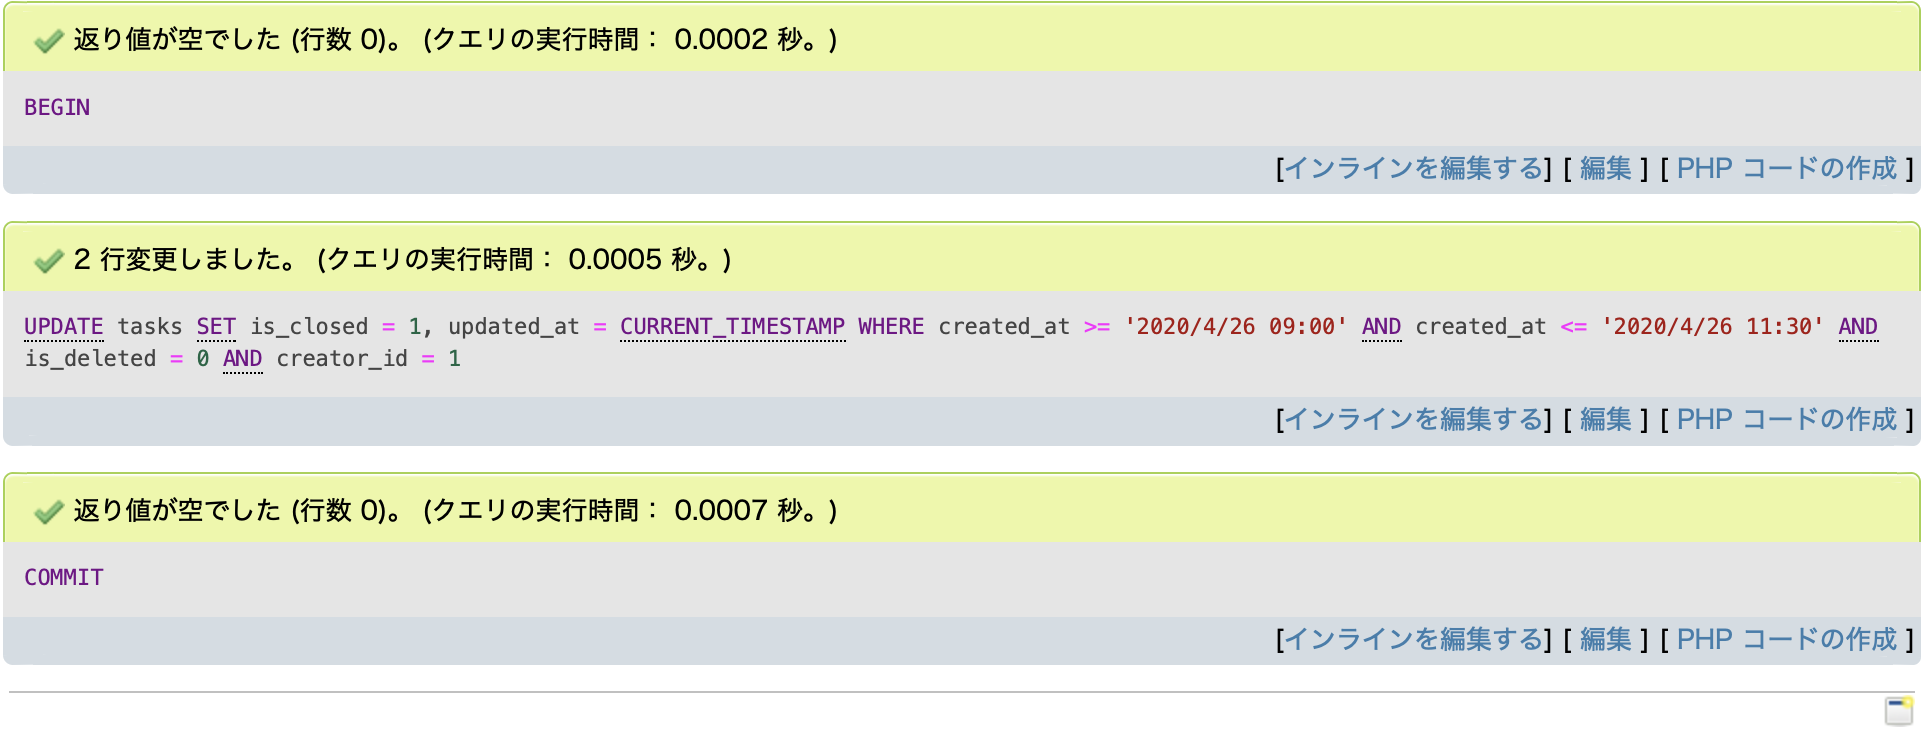 返り値が空でした (行数 0)。 (クエリの実行時間： 0.0002 秒。)
BEGIN
[インラインを編集する] [ 編集 ] [ PHP コードの作成 ]
2 行変更しました。 (クエリの実行時間： 0.0005 秒。)
UPDATE tasks SET is_closed = 1, updated_at = CURRENT_TIMESTAMP WHERE created_at >= '2020/4/26 09:00' AND created_at <= '2020/4/26 11:30' AND
is_deleted = 0 AND creator_id = 1
[インラインを編集する] [ 編集 ] [ PHP コードの作成 ]
返り値が空でした (行数 0)。 (クエリの実行時間： 0.0007 秒。)
COMMIT
[インラインを編集する] [ 編集 ] [ PHP コードの作成 ]